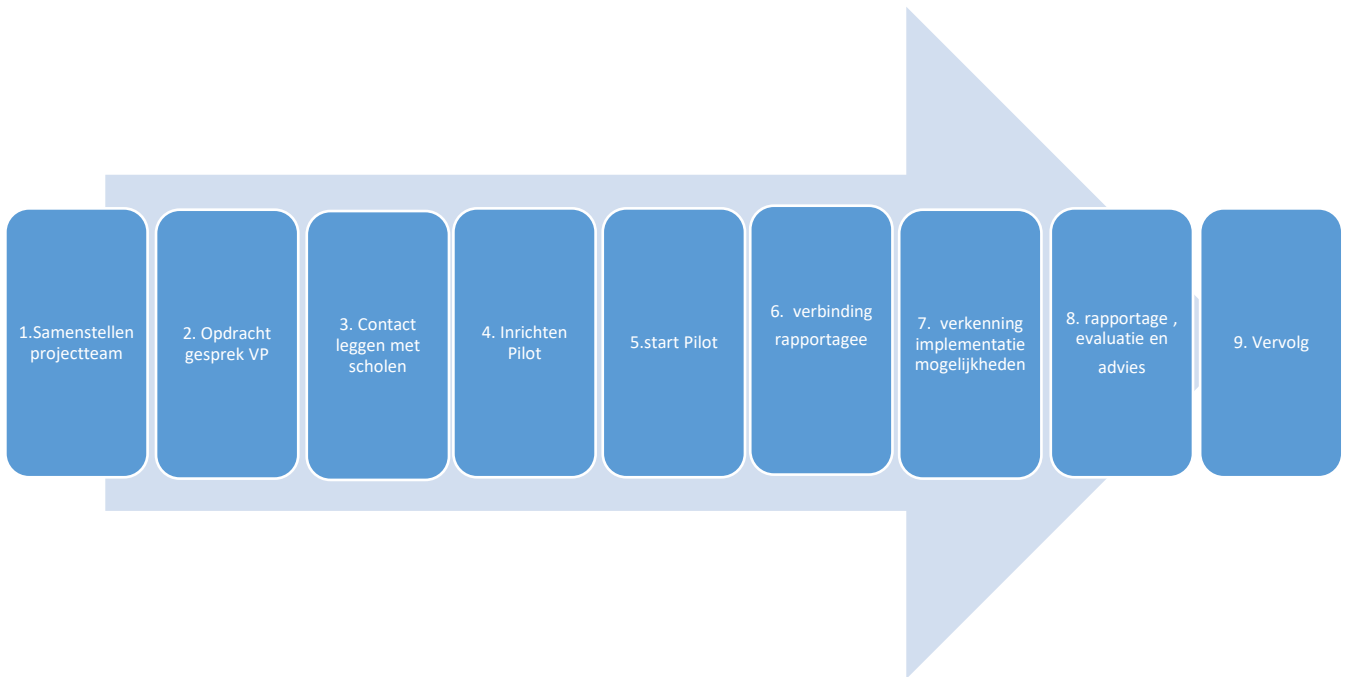 1.Samenstellen
projectteam
2. Opdracht
gesprek VP
3. Contact
leggen met
scholen
4. Inrichten
Pilot
5.start Pilot
6.  verbinding
rapportagee
7.  verkenning
implementatie
mogelijkheden
8. rapportage ,
evaluatie en
advies
9. Vervolg